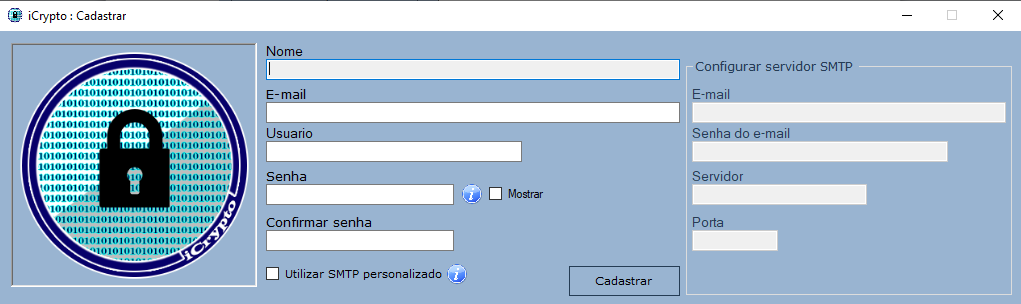 iCrypto : Cadastrar
Nome
E-mail
Usuario
Senha
Mostrar
Confirmar senha
Utilizar SMTP personalizado
Cadastrar
Configurar servidor SMTP
E-mail
Senha do e-mail
Servidor
Porta
iCrypto